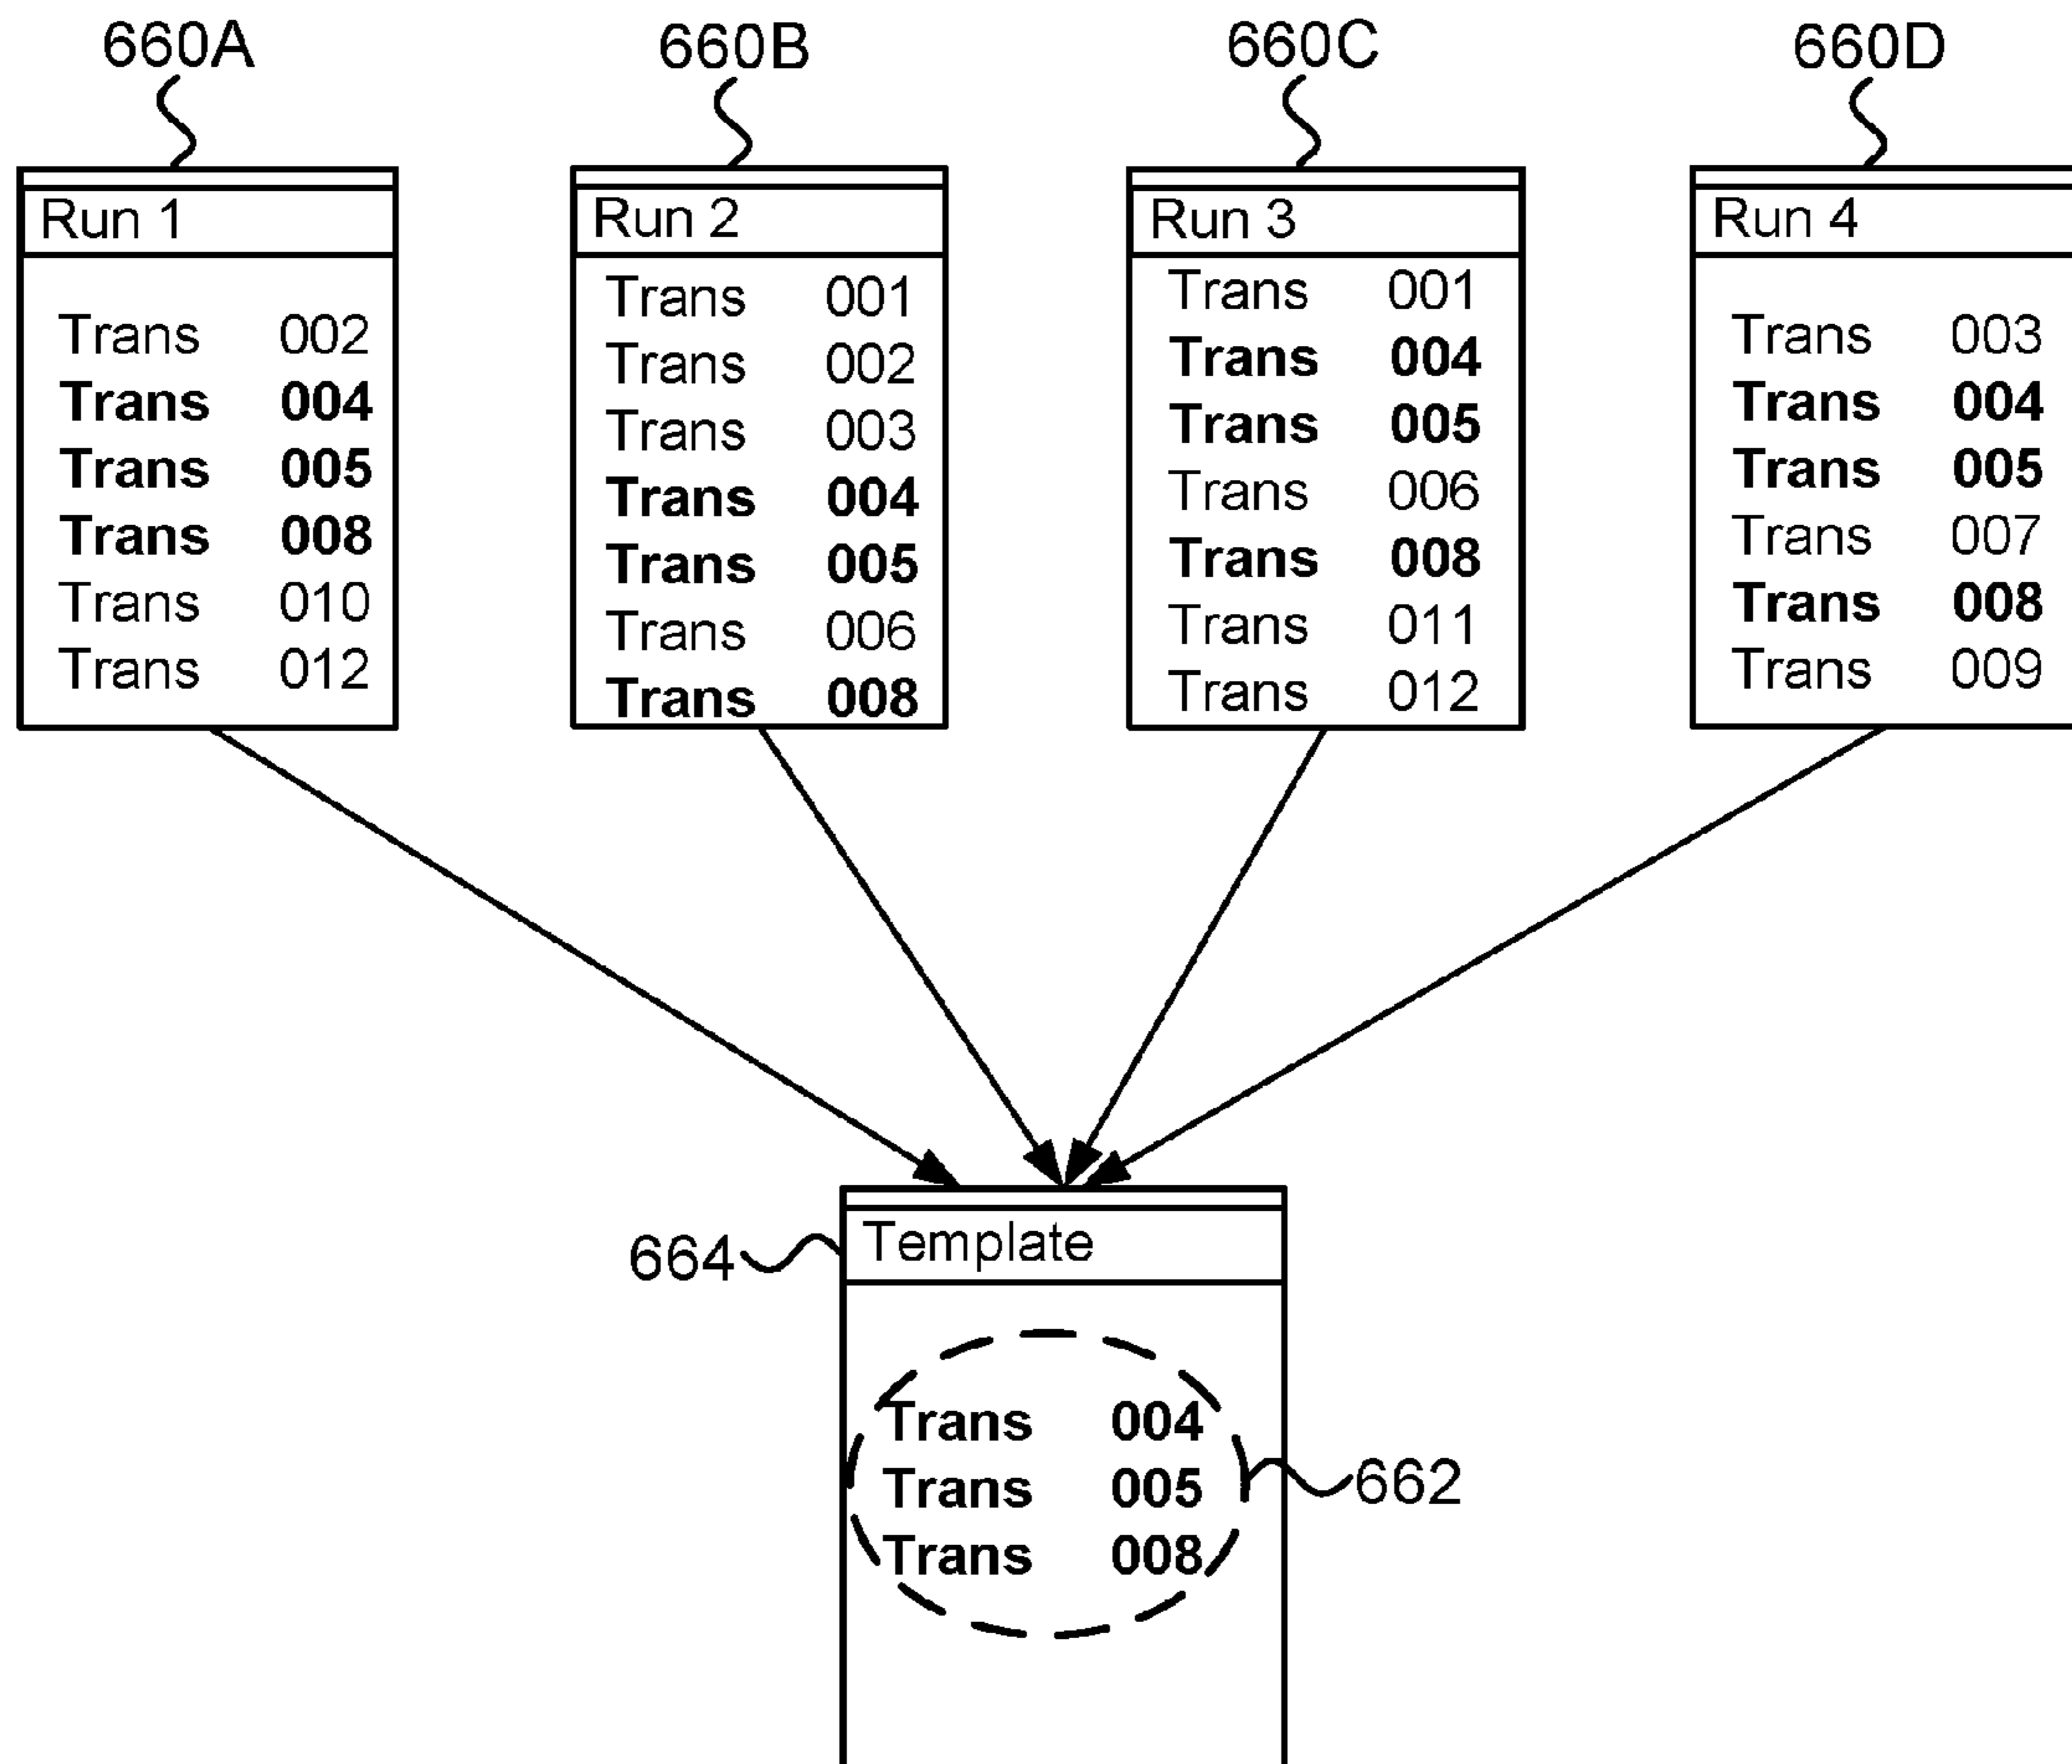 660A
660B
660C
660D
Run 1
Trans 002
Trans 004
Trans 005
Trans 008
Trans 010
Trans 012
Run 2
Trans 001
Trans 002
Trans 003
Trans 004
Trans 005
Trans 006
Trans 008
Run 3
Trans 001
Trans 004
Trans 005
Trans 006
Trans 008
Trans 011
Trans 012
Run 4
Trans 003
Trans 004
Trans 005
Trans 007
Trans 008
Trans 009
664
Template
Trans 004
Trans 005
Trans 008
662